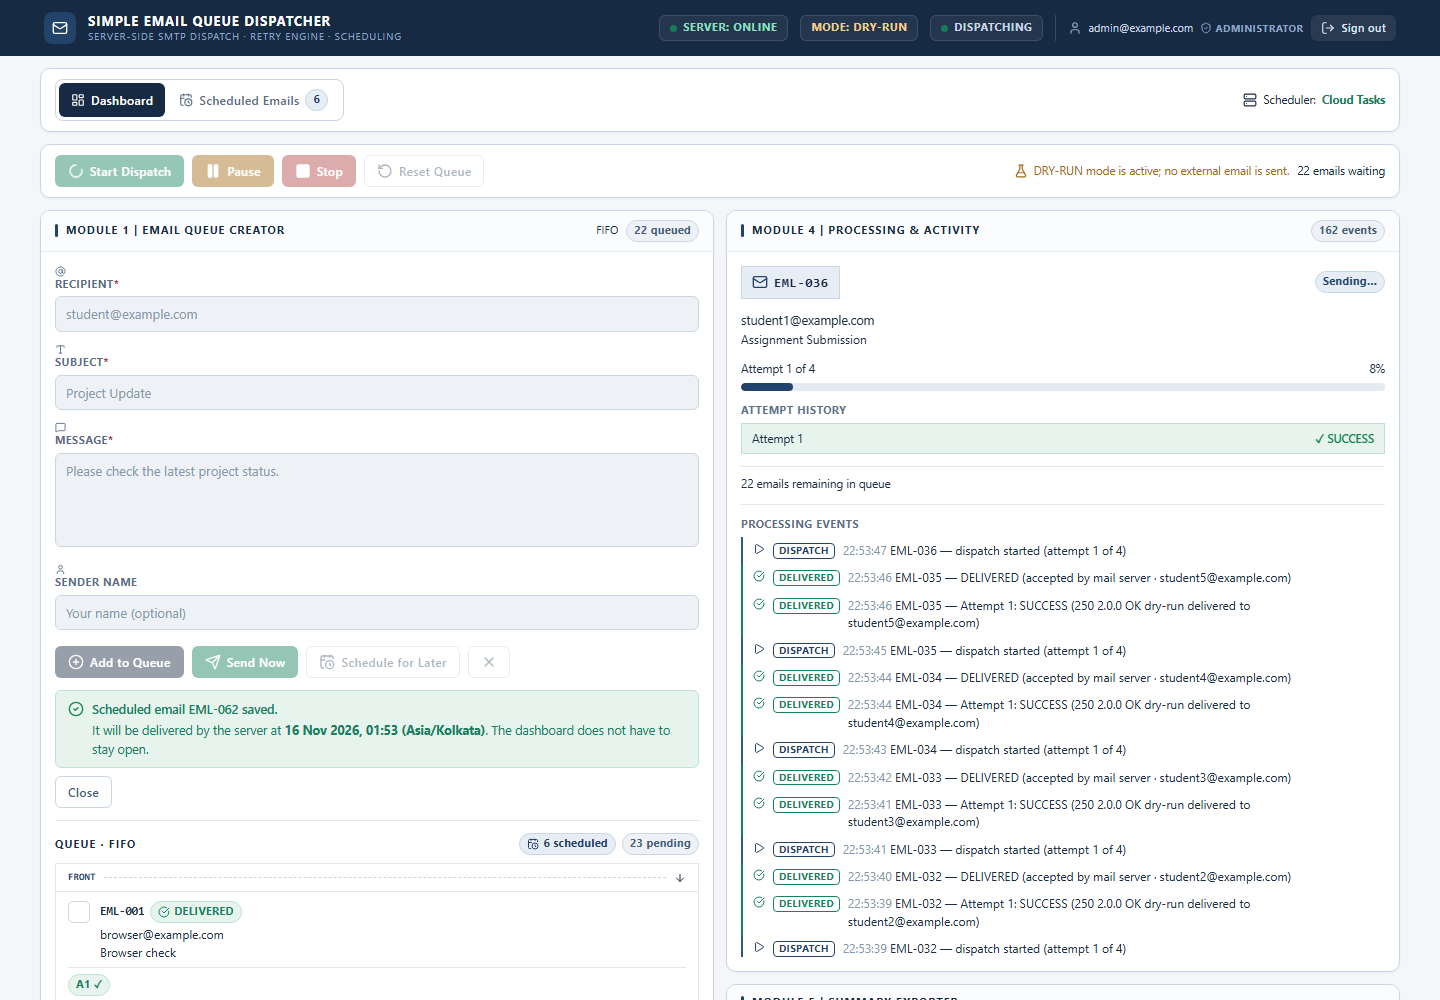 SIMPLE EMAIL QUEUE DISPATCHER
SERVER-SIDE SMTP DISPATCH · RETRY ENGINE · SCHEDULING
SERVER: ONLINE
MODE: DRY-RUN
DISPATCHING
admin@example.com
ADMINISTRATOR
Sign out
Dashboard
Scheduled Emails 6
Scheduler: Cloud Tasks
Start Dispatch
Pause
Stop
Reset Queue
DRY-RUN mode is active; no external email is sent. 22 emails waiting
MODULE 1 | EMAIL QUEUE CREATOR
FIFO 22 queued
RECIPIENT*
student@example.com
SUBJECT*
Project Update
MESSAGE*
Please check the latest project status.
SENDER NAME
Your name (optional)
Add to Queue
Send Now
Schedule for Later
Scheduled email EML-062 saved.
It will be delivered by the server at 16 Nov 2026, 01:53 (Asia/Kolkata). The dashboard does not have to
stay open.
Close
QUEUE · FIFO
6 scheduled
23 pending
FRONT
EML-001 DELIVERED
browser@example.com
Browser check
A1 ✓
MODULE 4 | PROCESSING & ACTIVITY
162 events
EML-036
Sending...
student1@example.com
Assignment Submission
Attempt 1 of 4
8%
ATTEMPT HISTORY
Attempt 1
✓ SUCCESS
22 emails remaining in queue
PROCESSING EVENTS
DISPATCH 22:53:47 EML-036 — dispatch started (attempt 1 of 4)
DELIVERED 22:53:46 EML-035 — DELIVERED (accepted by mail server · student5@example.com)
DELIVERED 22:53:46 EML-035 — Attempt 1: SUCCESS (250 2.0.0 OK dry-run delivered to
student5@example.com)
DISPATCH 22:53:45 EML-035 — dispatch started (attempt 1 of 4)
DELIVERED 22:53:44 EML-034 — DELIVERED (accepted by mail server · student4@example.com)
DELIVERED 22:53:44 EML-034 — Attempt 1: SUCCESS (250 2.0.0 OK dry-run delivered to
student4@example.com)
DISPATCH 22:53:43 EML-034 — dispatch started (attempt 1 of 4)
DELIVERED 22:53:42 EML-033 — DELIVERED (accepted by mail server · student3@example.com)
DELIVERED 22:53:41 EML-033 — Attempt 1: SUCCESS (250 2.0.0 OK dry-run delivered to
student3@example.com)
DISPATCH 22:53:41 EML-033 — dispatch started (attempt 1 of 4)
DELIVERED 22:53:40 EML-032 — DELIVERED (accepted by mail server · student2@example.com)
DELIVERED 22:53:39 EML-032 — Attempt 1: SUCCESS (250 2.0.0 OK dry-run delivered to
student2@example.com)
DISPATCH 22:53:39 EML-032 — dispatch started (attempt 1 of 4)
MODULE 5 | SUMMARY EXPORTER